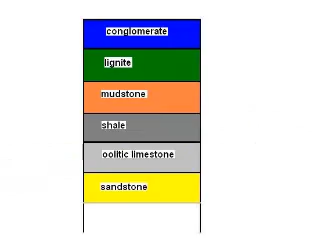 conglomerate
lignite
mudstone
shale
oolitic limestone
sandstone